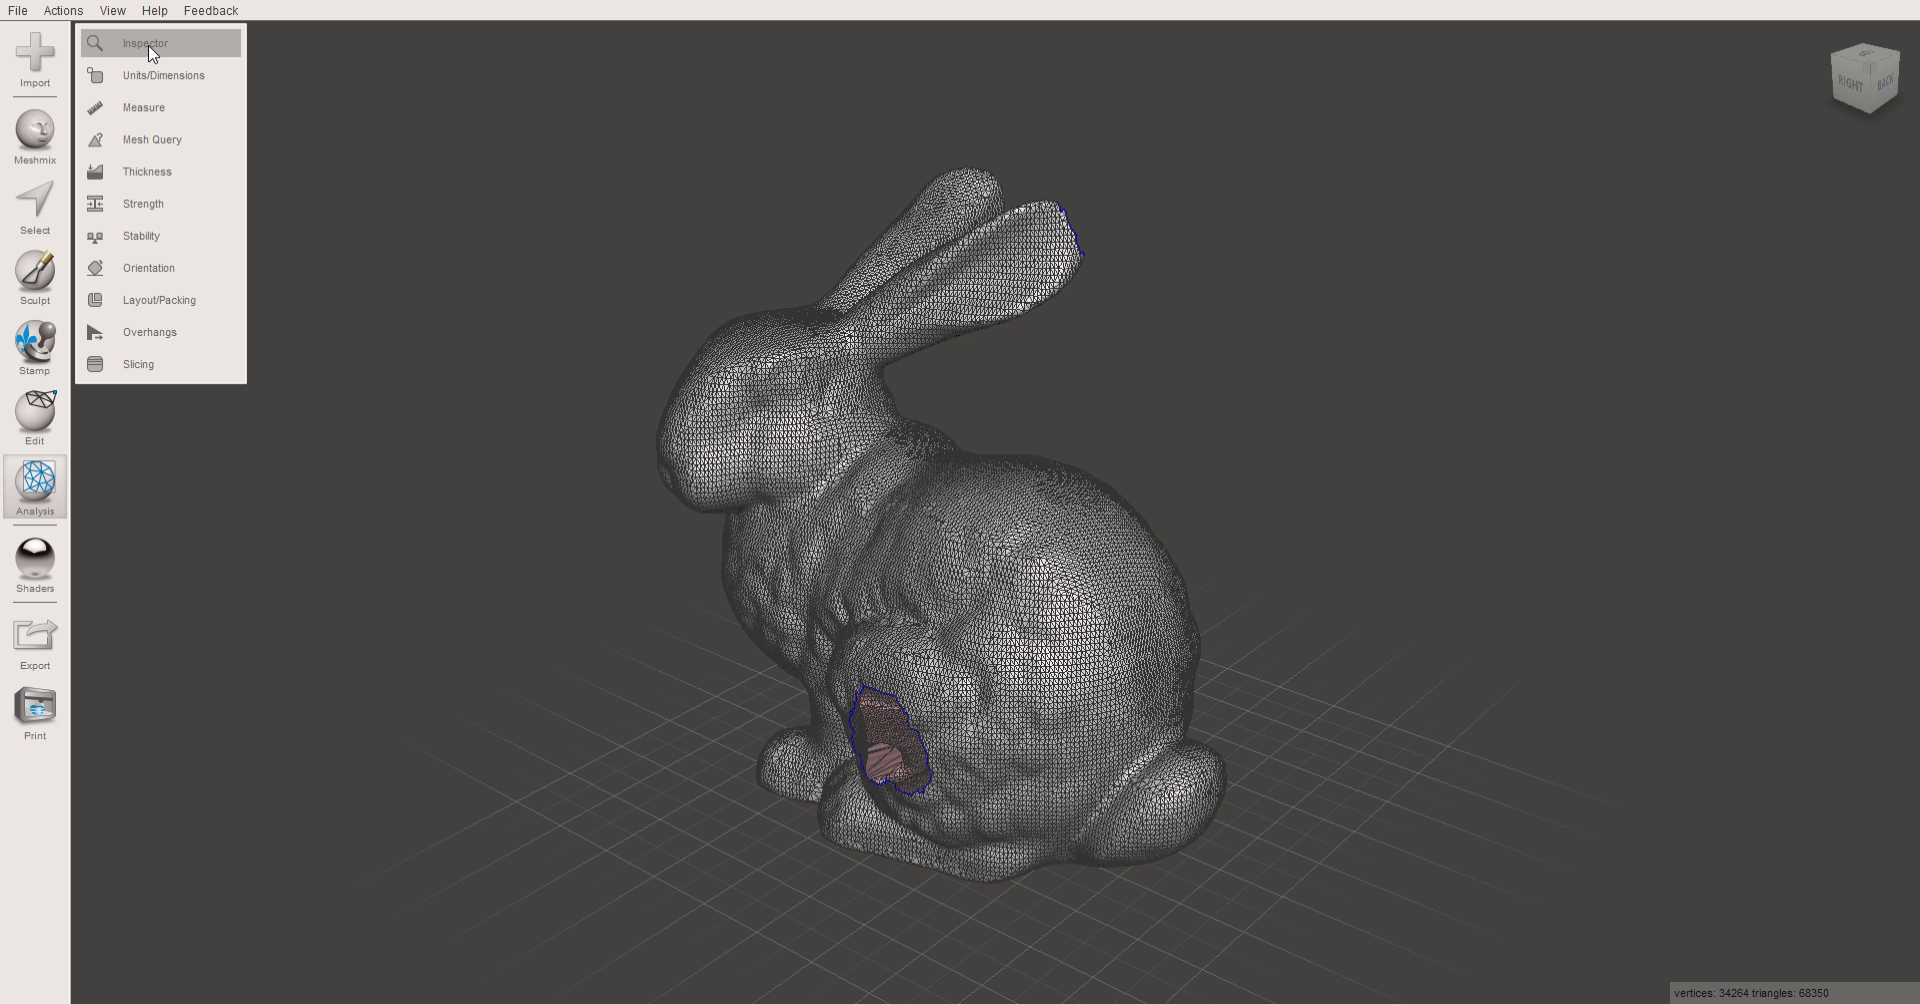 File Actions View Help Feedback
Import
Meshmix
Select
Sculpt
Stamp
Edit
Analysis
Shaders
Export
Print
Inspector
Units/Dimensions
Measure
Mesh Query
Thickness
Strength
Stability
Orientation
Layout/Packing
Overhangs
Slicing
RIGHT BACK
vertices: 34264 triangles: 68350